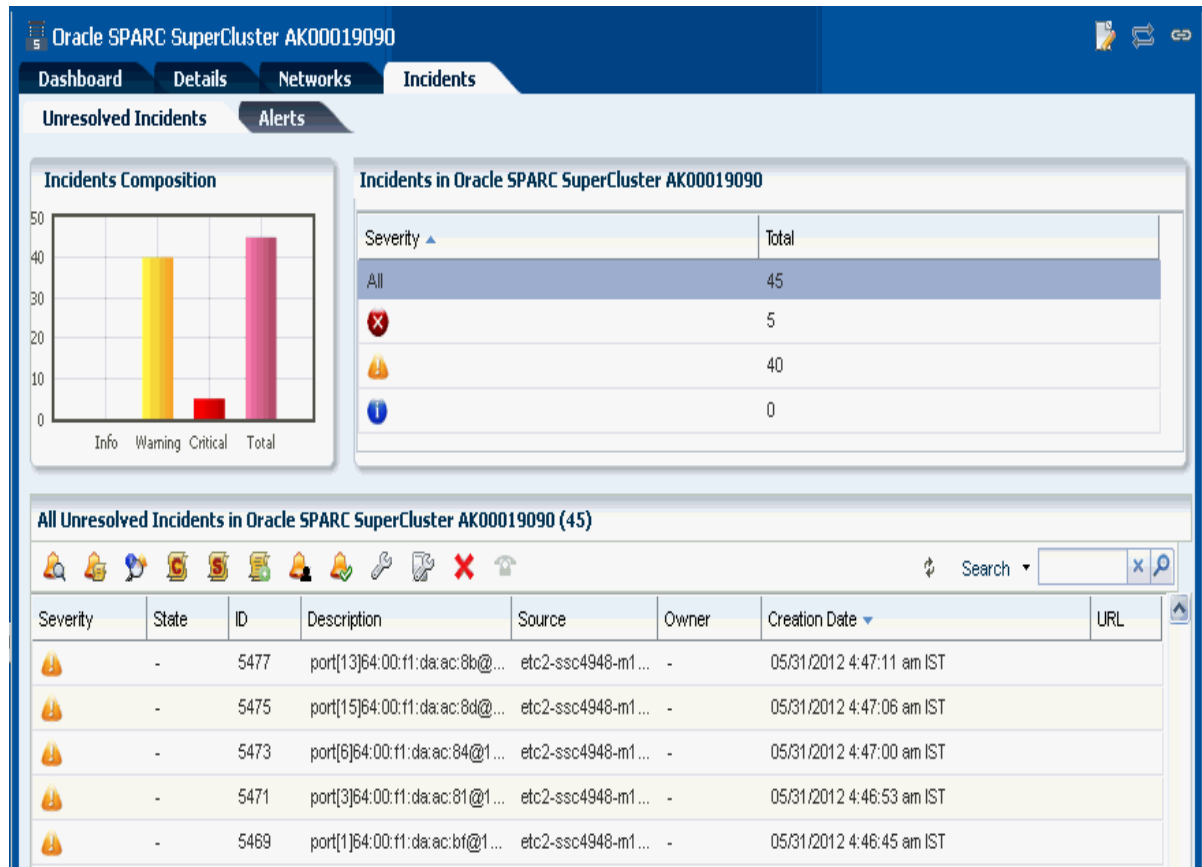 Oracle SPARC SuperCluster AK00019090
Dashboard Details Networks Incidents
Unresolved Incidents Alerts
Incidents Composition
50
40
30
20
10
0
Info Warning Critical Total
Incidents in Oracle SPARC SuperCluster AK00019090
Severity Total
All 45
5
40
0
All Unresolved Incidents in Oracle SPARC SuperCluster AK00019090 (45)
Search
Severity State ID Description Source Owner Creation Date URL
- 5477 port[13]64:00:f1:da:ac:8b@... etc2-ssc4948-m1... - 05/31/2012 4:47:11 am IST
- 5475 port[15]64:00:f1:da:ac:8d@... etc2-ssc4948-m1... - 05/31/2012 4:47:06 am IST
- 5473 port[6]64:00:f1:da:ac:84@1... etc2-ssc4948-m1... - 05/31/2012 4:47:00 am IST
- 5471 port[3]64:00:f1:da:ac:81@1... etc2-ssc4948-m1... - 05/31/2012 4:46:53 am IST
- 5469 port[1]64:00:f1:da:ac:bf@1... etc2-ssc4948-m1... - 05/31/2012 4:46:45 am IST